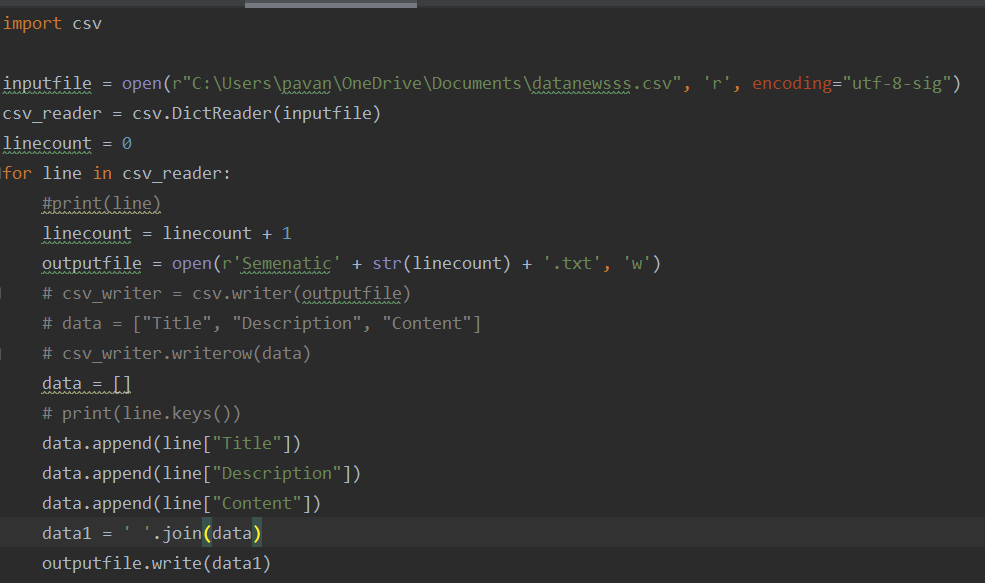 import csv

inputfile = open(r"C:\Users\pavan\OneDrive\Documents\datanewsss.csv", 'r', encoding="utf-8-sig")
csv_reader = csv.DictReader(inputfile)
linecount = 0
for line in csv_reader:
    #print(line)
    linecount = linecount + 1
    outputfile = open(r'Semenatic' + str(linecount) + '.txt', 'w')
    # csv_writer = csv.writer(outputfile)
    # data = ["Title", "Description", "Content"]
    # csv_writer.writerow(data)
    data = []
    # print(line.keys())
    data.append(line["Title"])
    data.append(line["Description"])
    data.append(line["Content"])
    data1 = ' '.join(data)
    outputfile.write(data1)